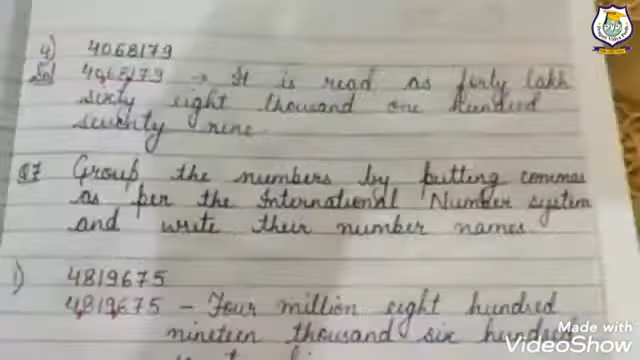 4) 4068179
Sol 40,68,179 → It is read as forty lakh
sixty eight thousand one hundred
seventy nine
Q7 Group the numbers by putting commas
as per the International Number system
and write their number names
i) 4819675
4,819,675 - Four million eight hundred
nineteen thousand six hundred
Made with
VideoShow